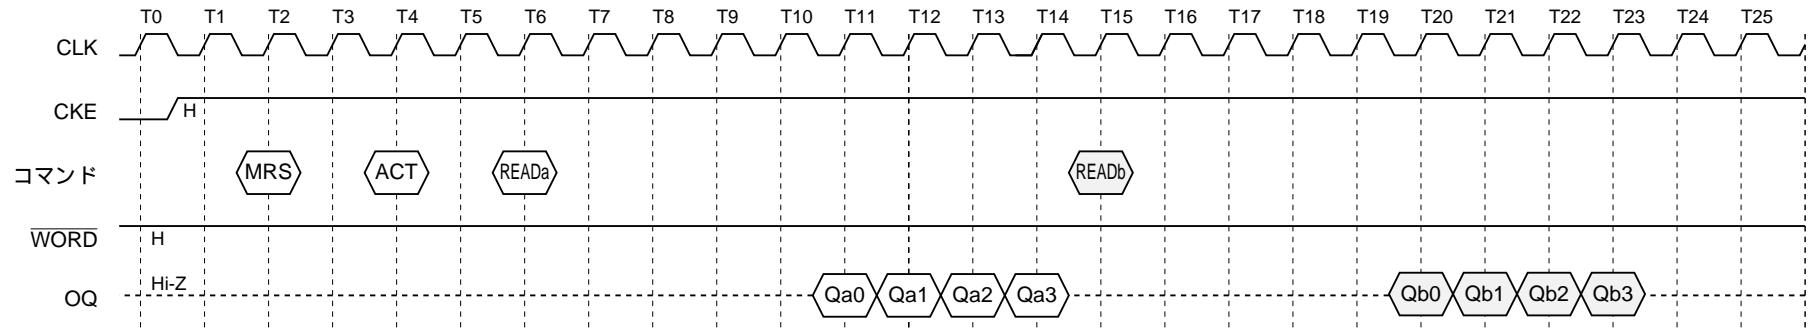 T0 T1 T2 T3 T4 T5 T6 T7 T8 T9 T10 T11 T12 T13 T14 T15 T16 T17 T18 T19 T20 T21 T22 T23 T24 T25
CLK
CKE H
コマンド MRS ACT READa READb
WORD H
OQ Hi-Z Qa0 Qa1 Qa2 Qa3 Qb0 Qb1 Qb2 Qb3